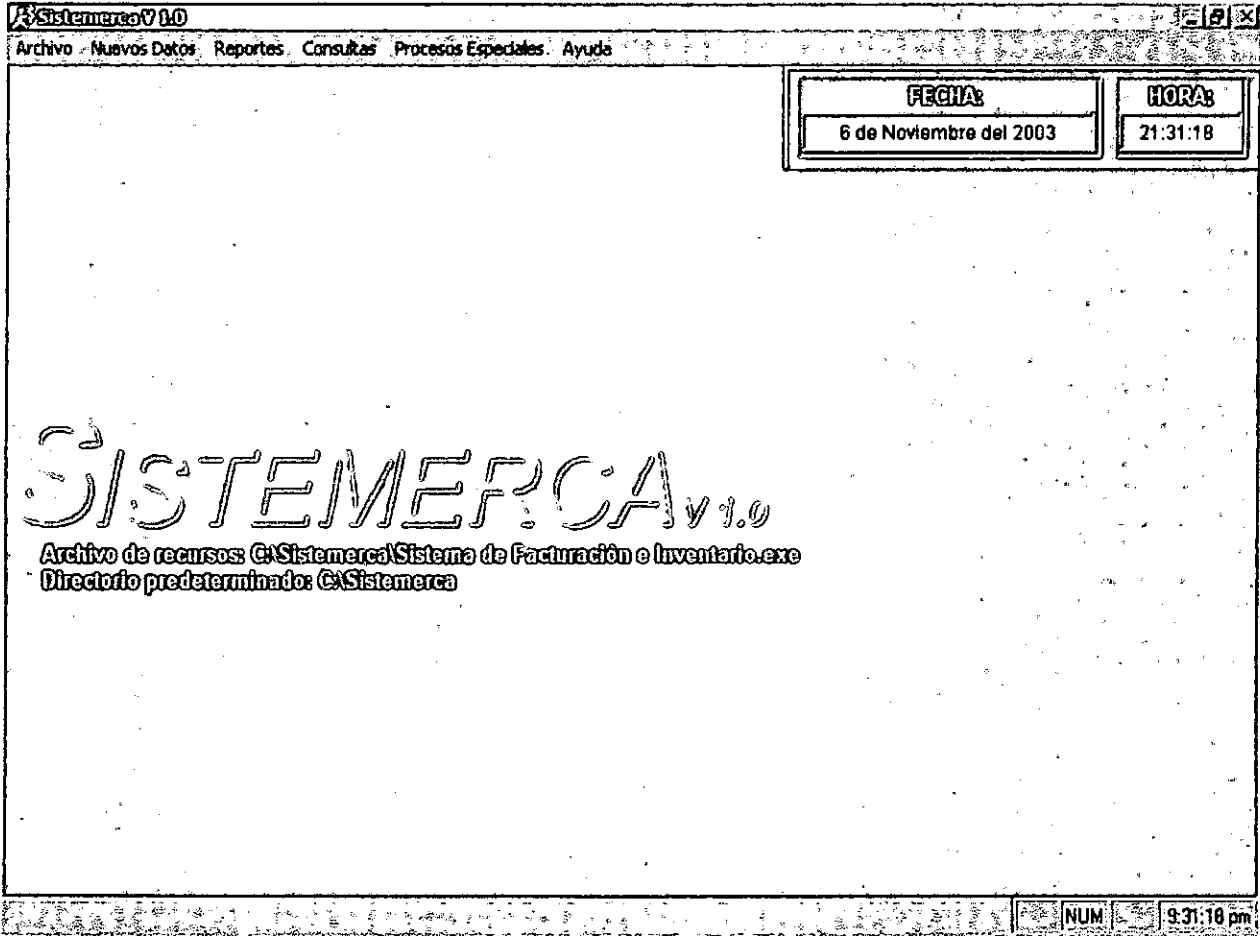 Sistemerca V 1.0
Archivo Nuevos Datos Reportes Consultas Procesos Especiales Ayuda
FECHA: HORA:
6 de Noviembre del 2003 21:31:18
SISTEMERCA V 1.0
Archivo de recursos: C:\Sistemerca\Sistema de Facturación e Inventario.exe
Directorio predeterminado: C:\Sistemerca
NUM 9:31:18 pm